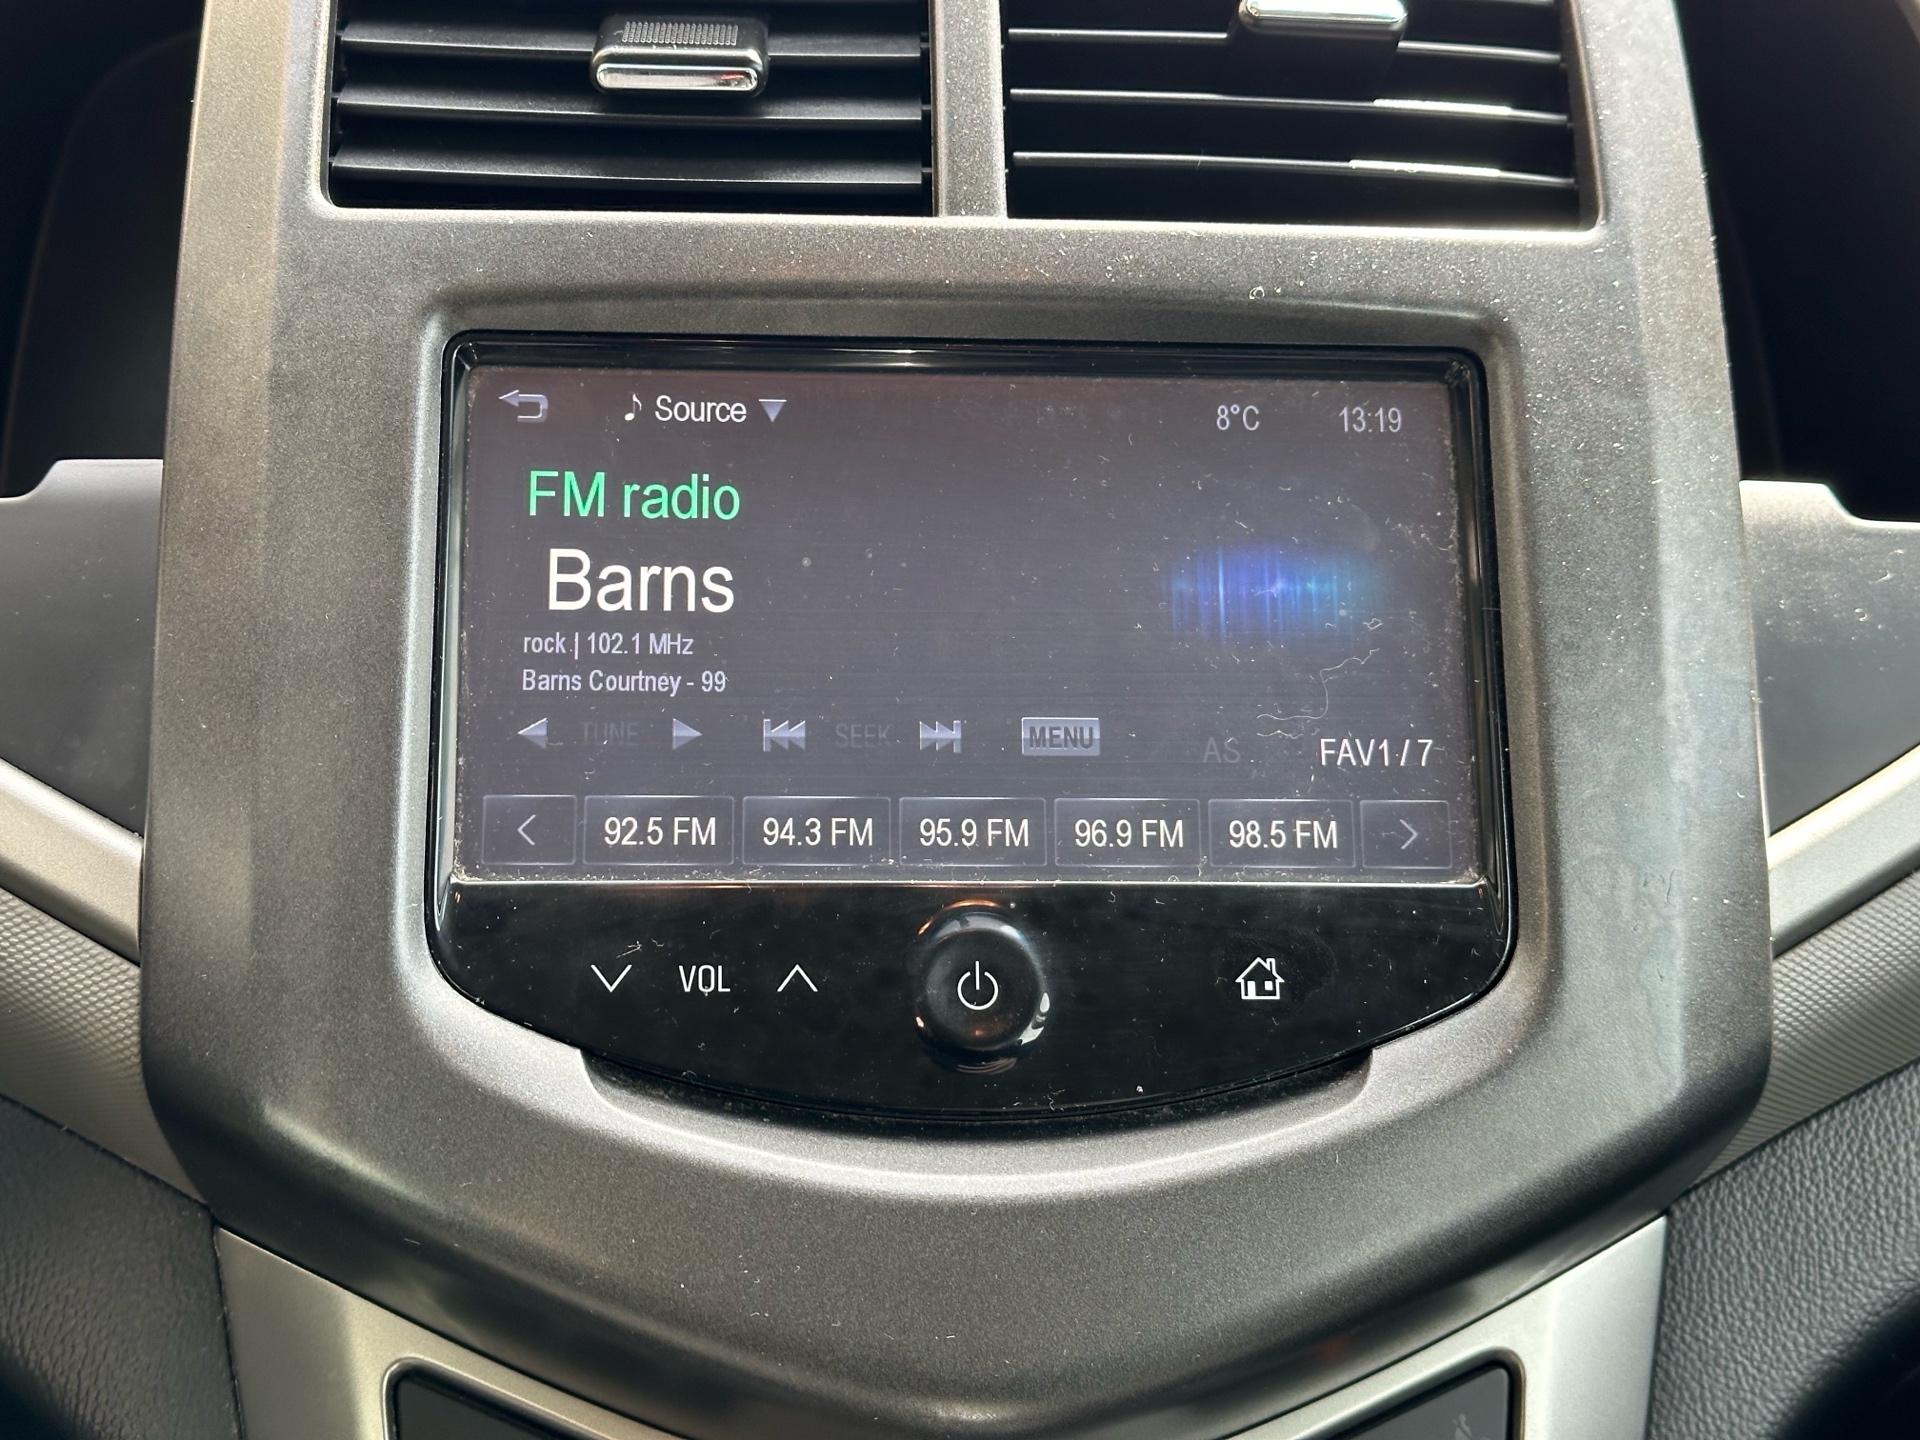 Source 8°C 13:19
FM radio
Barns
rock | 102.1 MHz
Barns Courtney - 99
TUNE SEEK MENU AS FAV1/7
92.5 FM 94.3 FM 95.9 FM 96.9 FM 98.5 FM
VOL